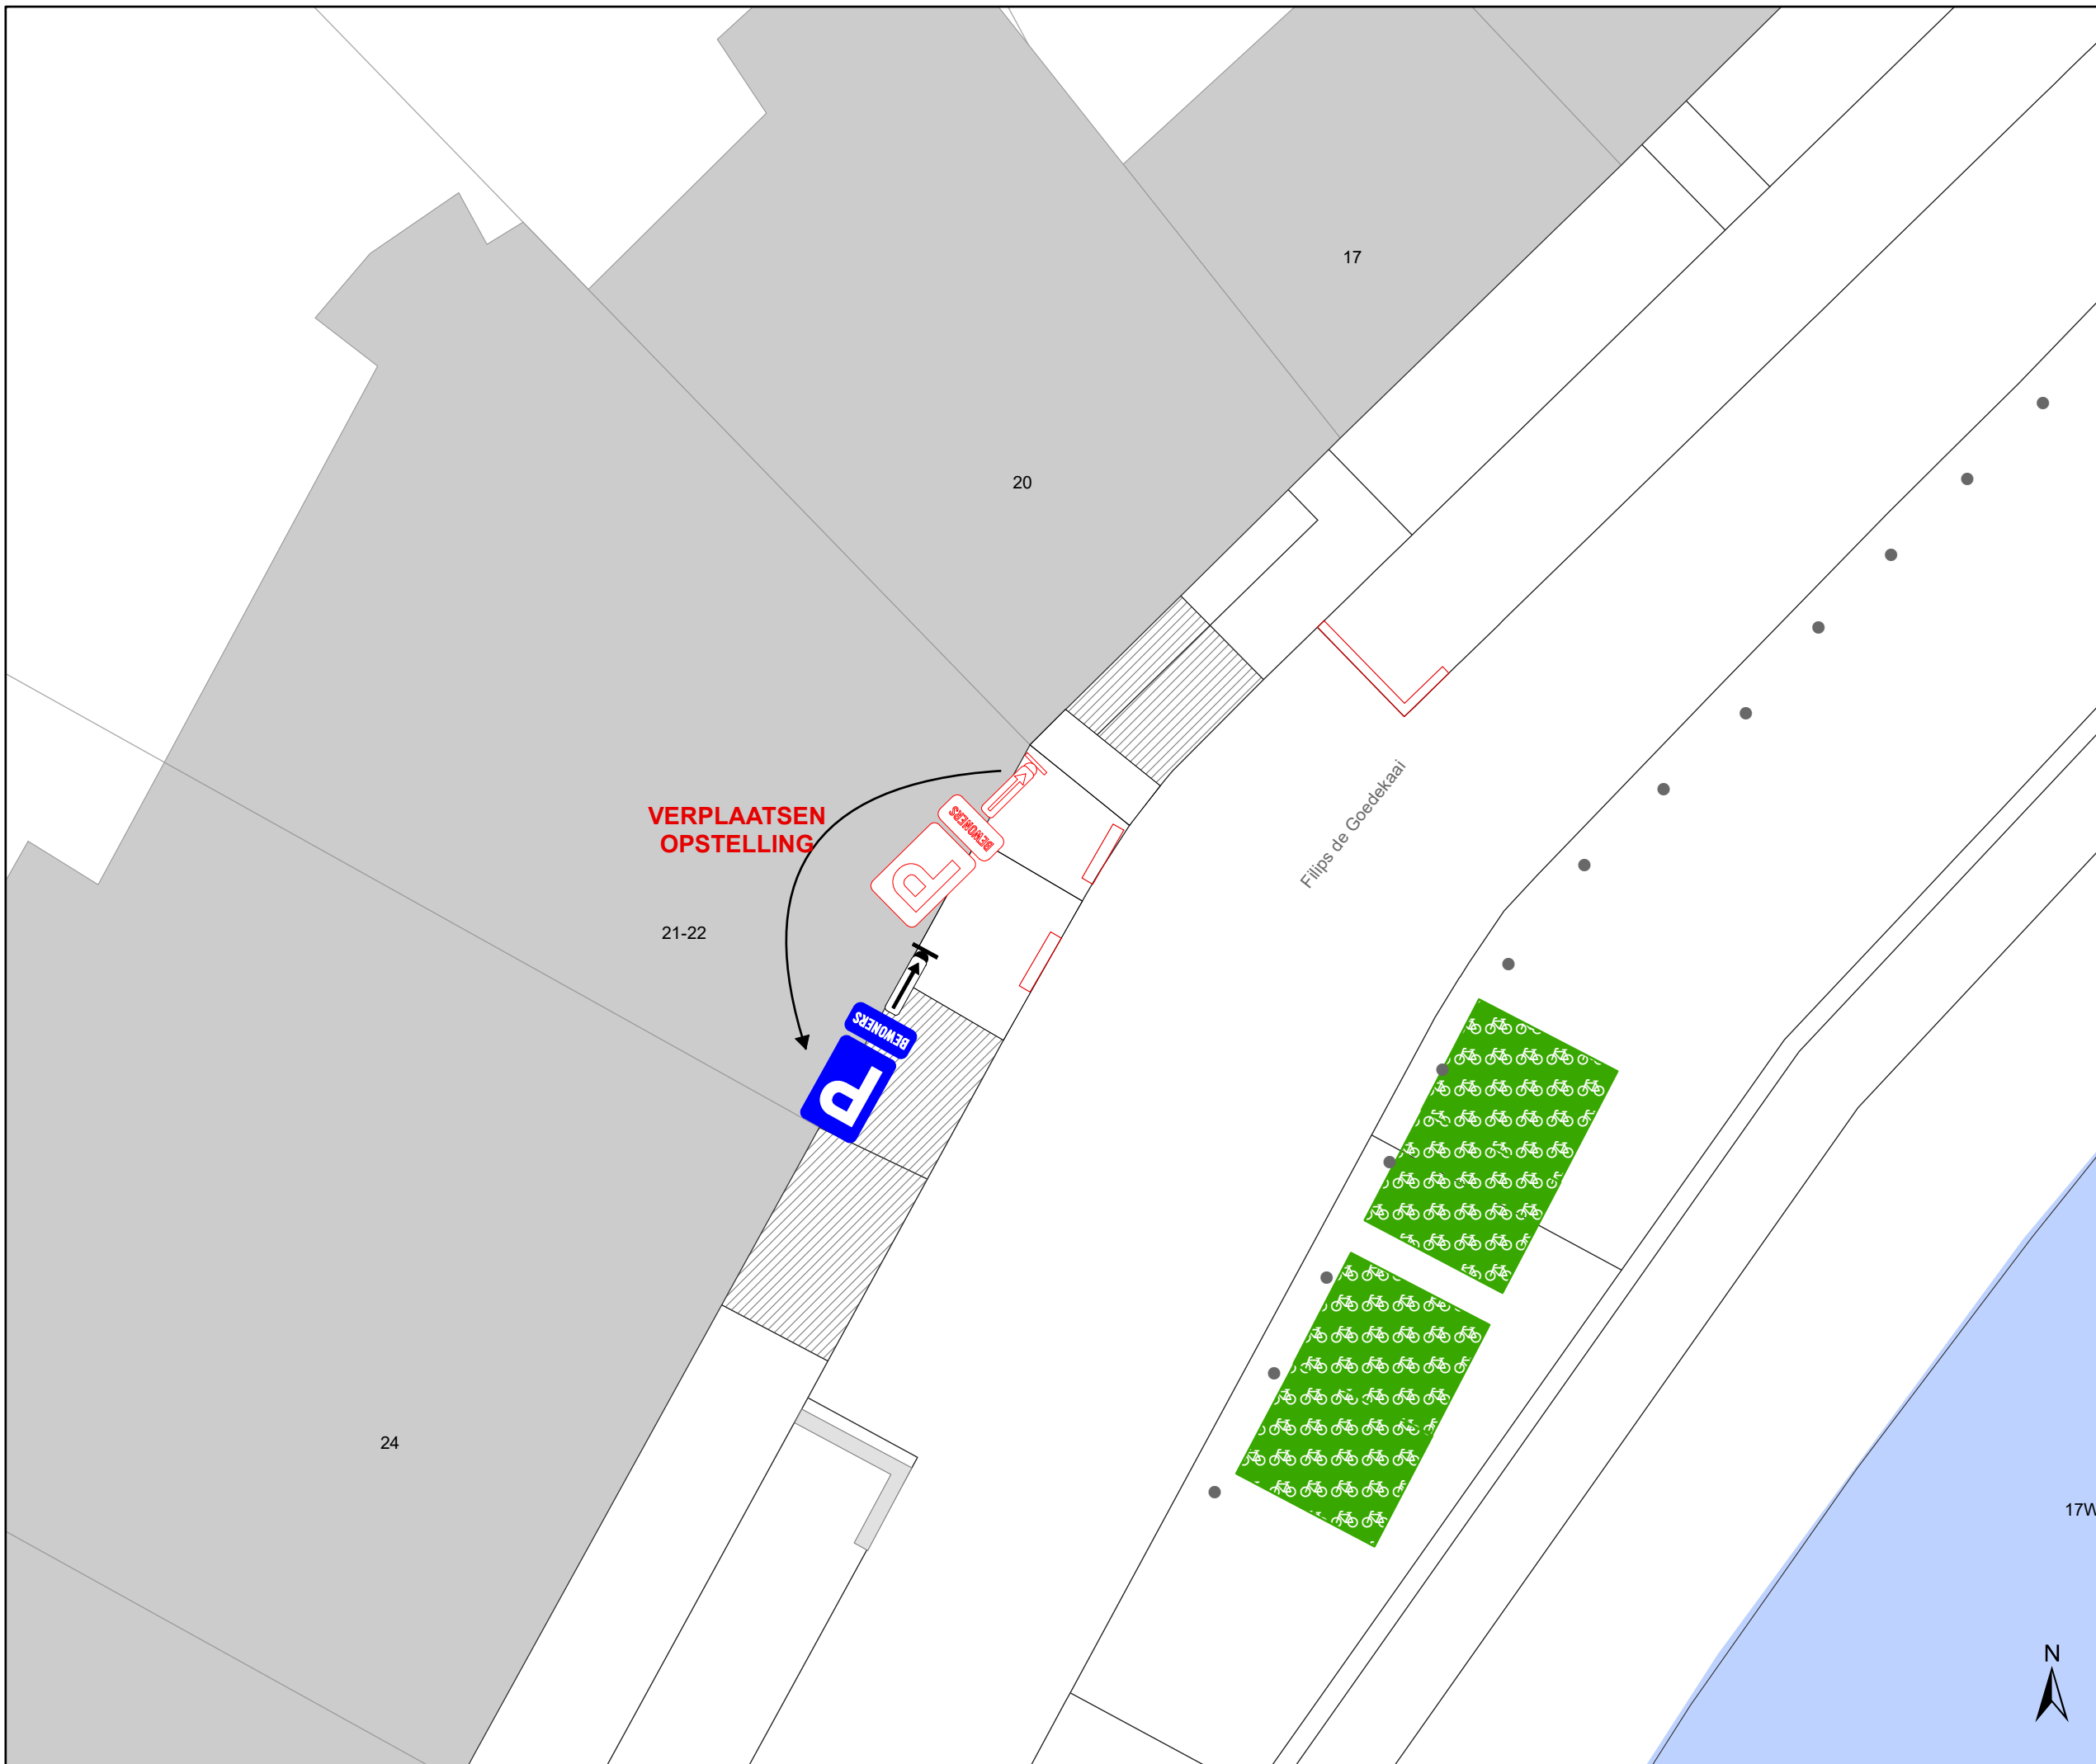 17
20
VERPLAATSEN
OPSTELLING
BEWONERS
P
Filips de Goedekaai
21-22
BEWONERS
P
24
17W
N